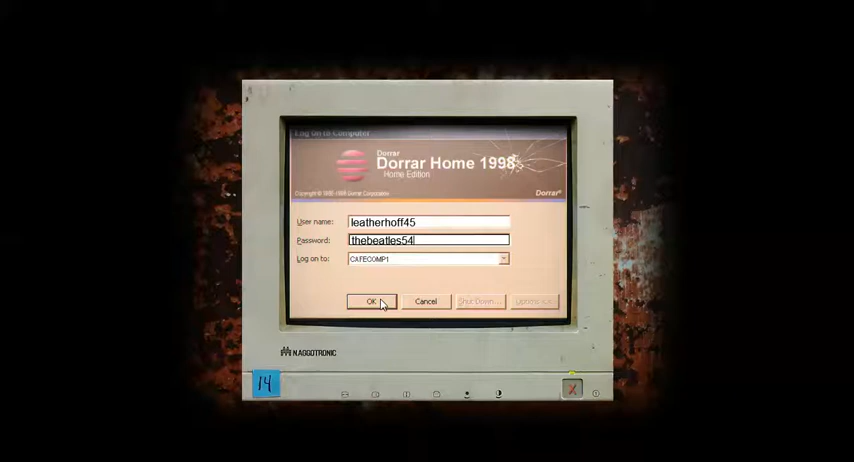 Log on to Computer
Dorrar
Dorrar Home 1998
Home Edition
Dorrar
User name: leatherhoff45
Password: thebeatles54
Log on to: CAFECOMP1
OK Cancel Shut Down...
NAGGOTRONIC
14
X